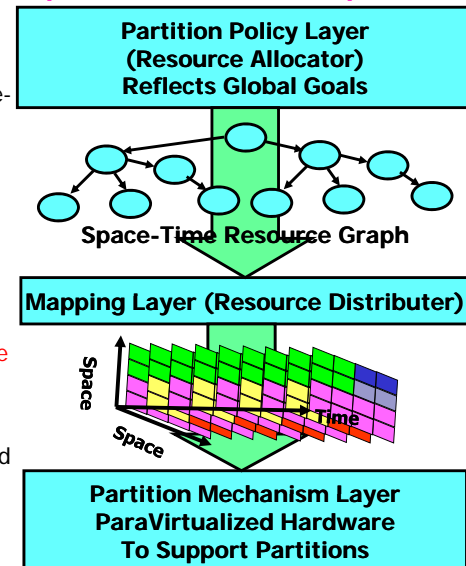 Partition Policy Layer
(Resource Allocator)
Reflects Global Goals
e-
Space-Time Resource Graph
Mapping Layer (Resource Distributer)
e
Space
Time
Space
d
Partition Mechanism Layer
ParaVirtualized Hardware
To Support Partitions